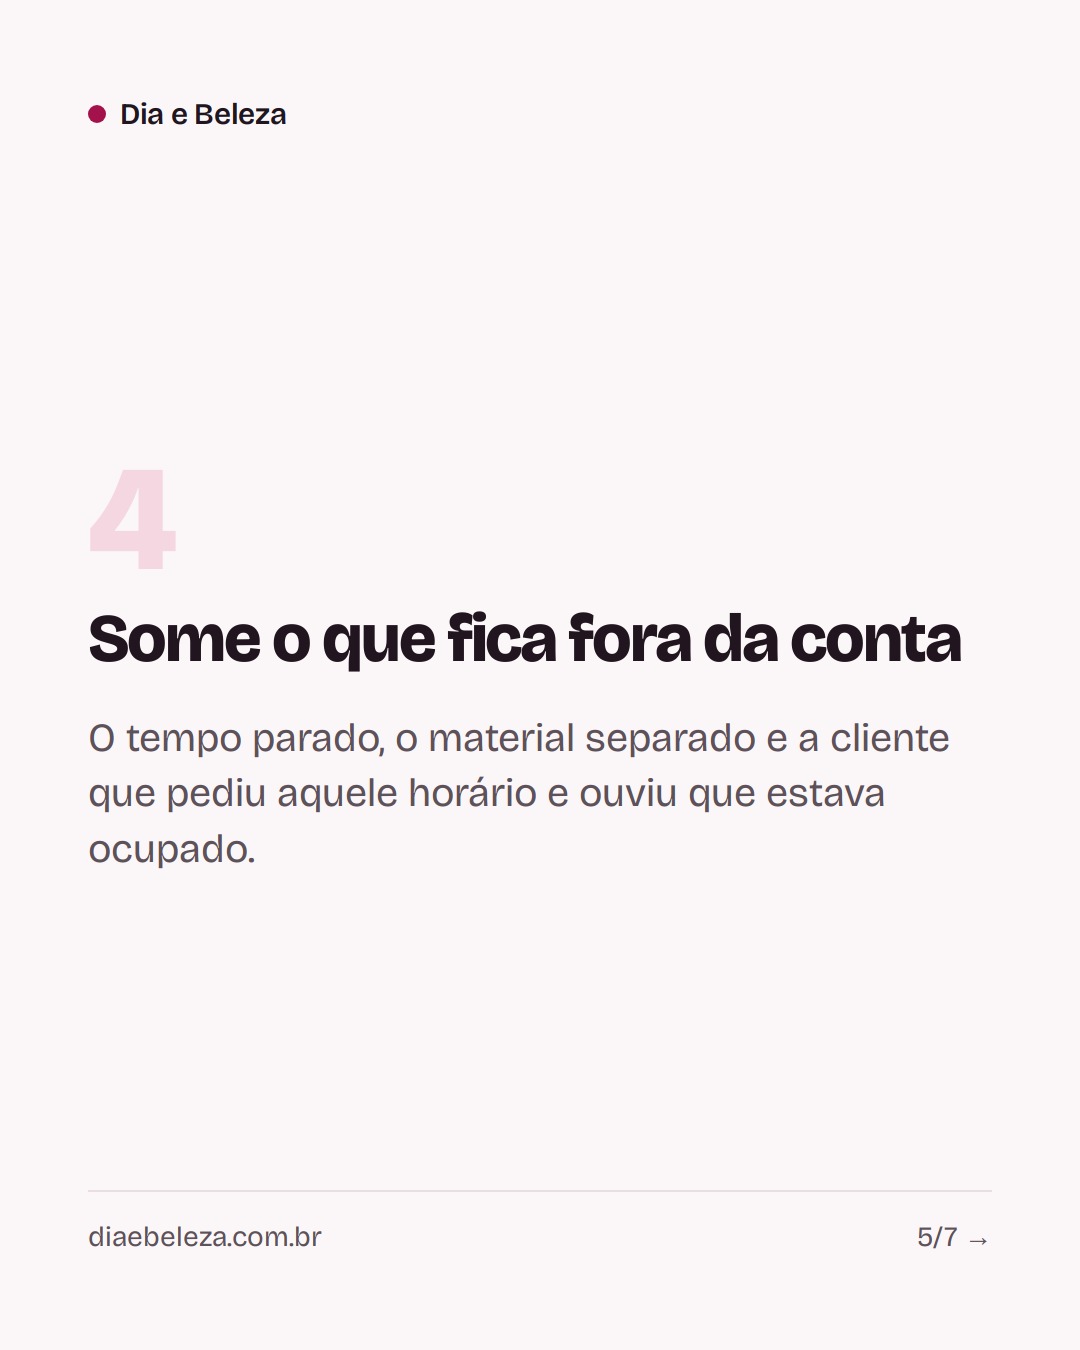 Dia e Beleza
4
Some o que fica fora da conta
O tempo parado, o material separado e a cliente
que pediu aquele horário e ouviu que estava
ocupado.
diaebeleza.com.br
5/7 →